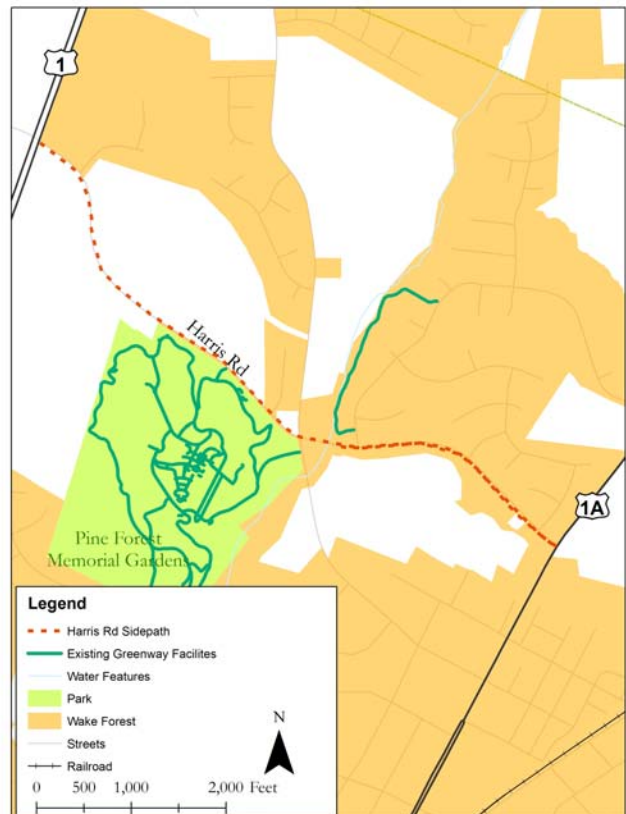 1
Harris Rd
1A
Pine Forest
Memorial Gardens
Legend
Harris Rd Sidepath
Existing Greenway Facilites
Water Features
Park
Wake Forest
Streets
Railroad
N
0 500 1,000 2,000 Feet